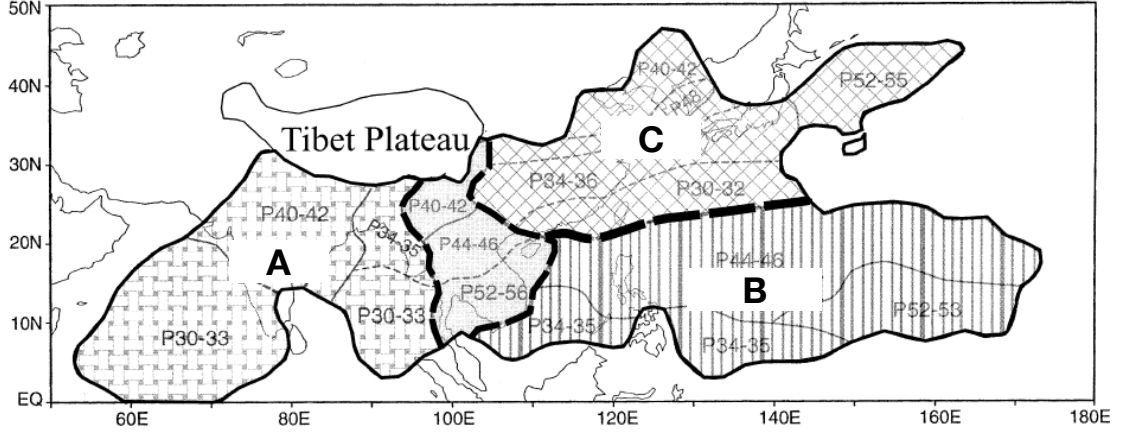 50N
40N
30N
20N
10N
EQ
60E
80E
100E
120E
140E
160E
180E
Tibet Plateau
A
B
C
P40-42
P48
P52-55
P34-36
P30-32
P40-42
P34-35
P30-33
P30-33
P40-42
P44-46
P52-56
P34-35
P44-46
P52-53
P34-35